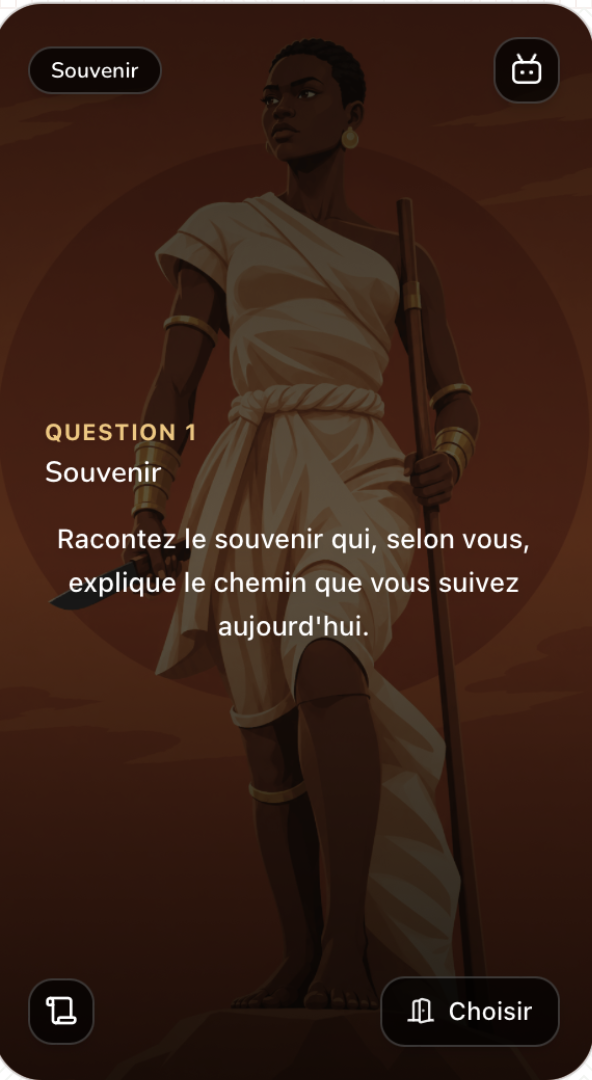 Souvenir
QUESTION 1
Souvenir
Racontez le souvenir qui, selon vous,
explique le chemin que vous suivez
aujourd'hui.
Choisir